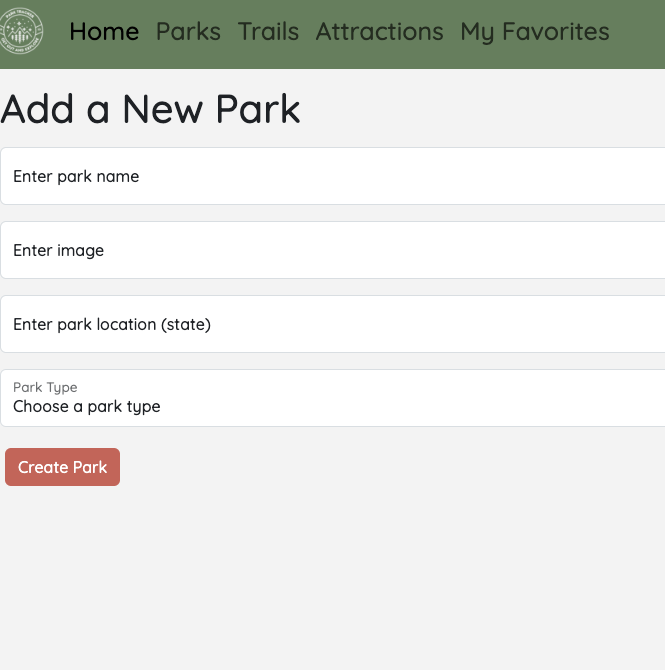 Home Parks Trails Attractions My Favorites
Add a New Park
Enter park name
Enter image
Enter park location (state)
Park Type
Choose a park type
Create Park